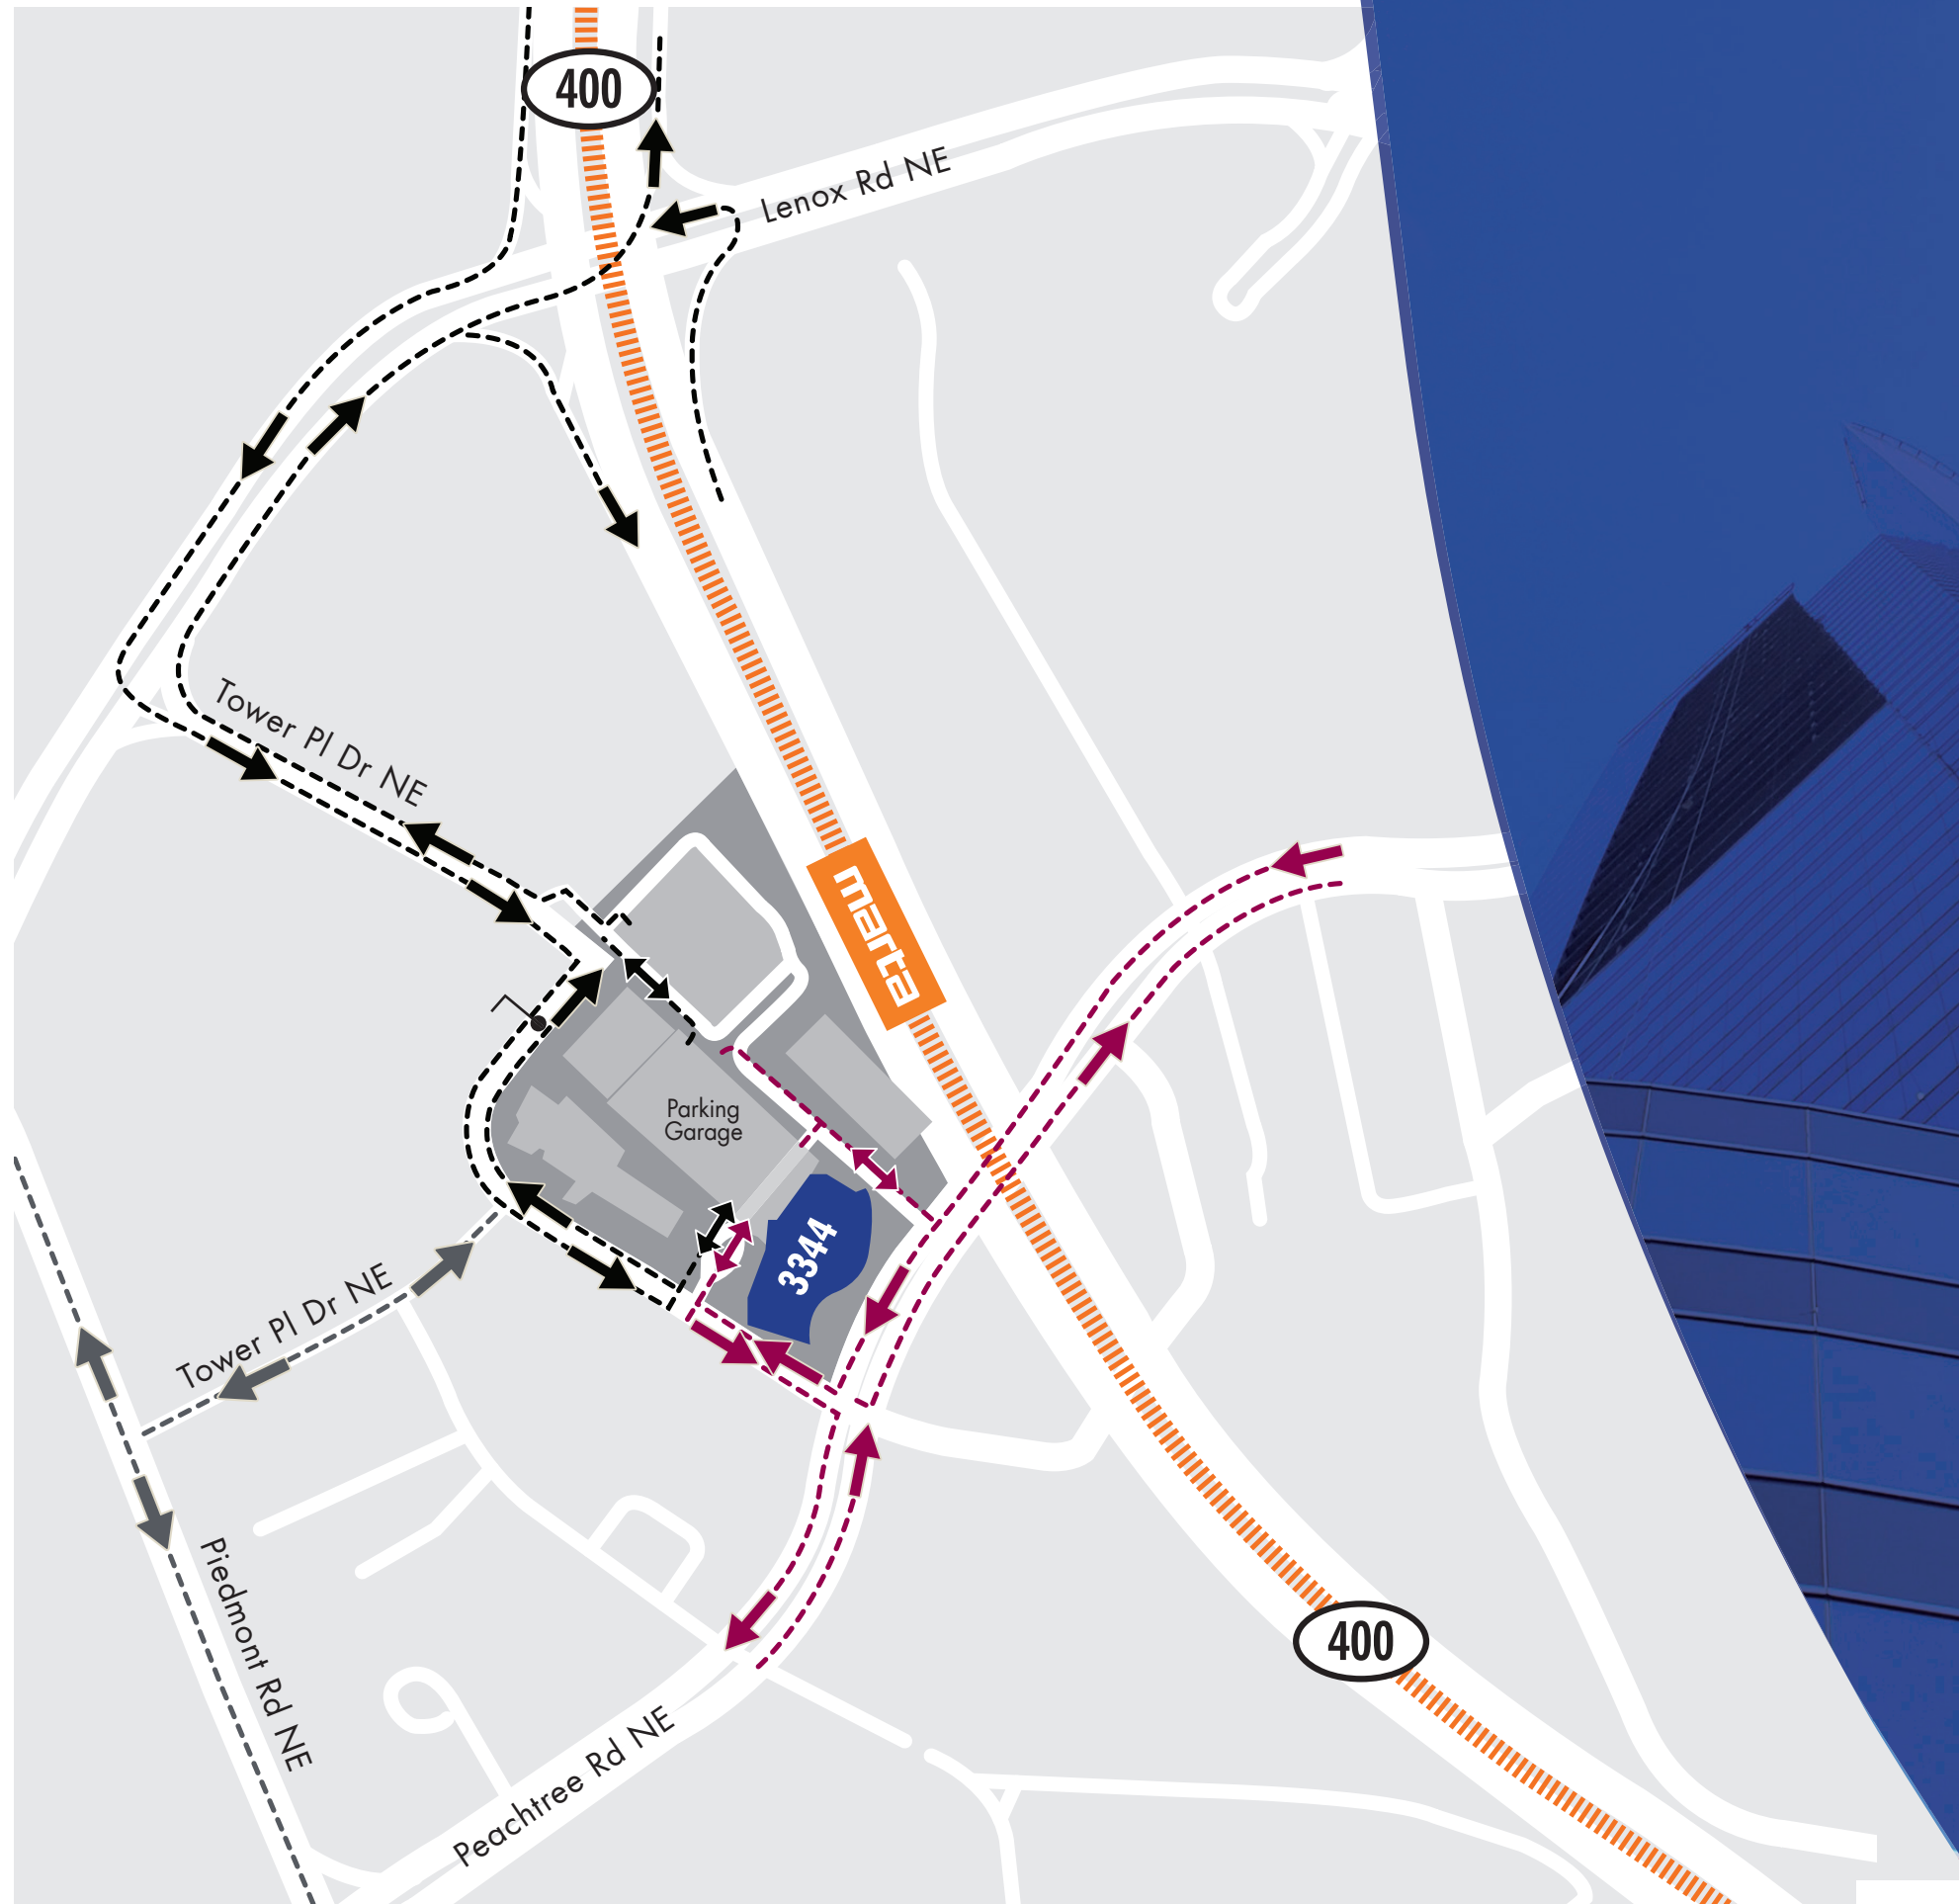 400
Lenox Rd NE
Tower Pl Dr NE
marta
Parking
Garage
3344
Tower Pl Dr NE
Piedmont Rd NE
Peachtree Rd NE
400